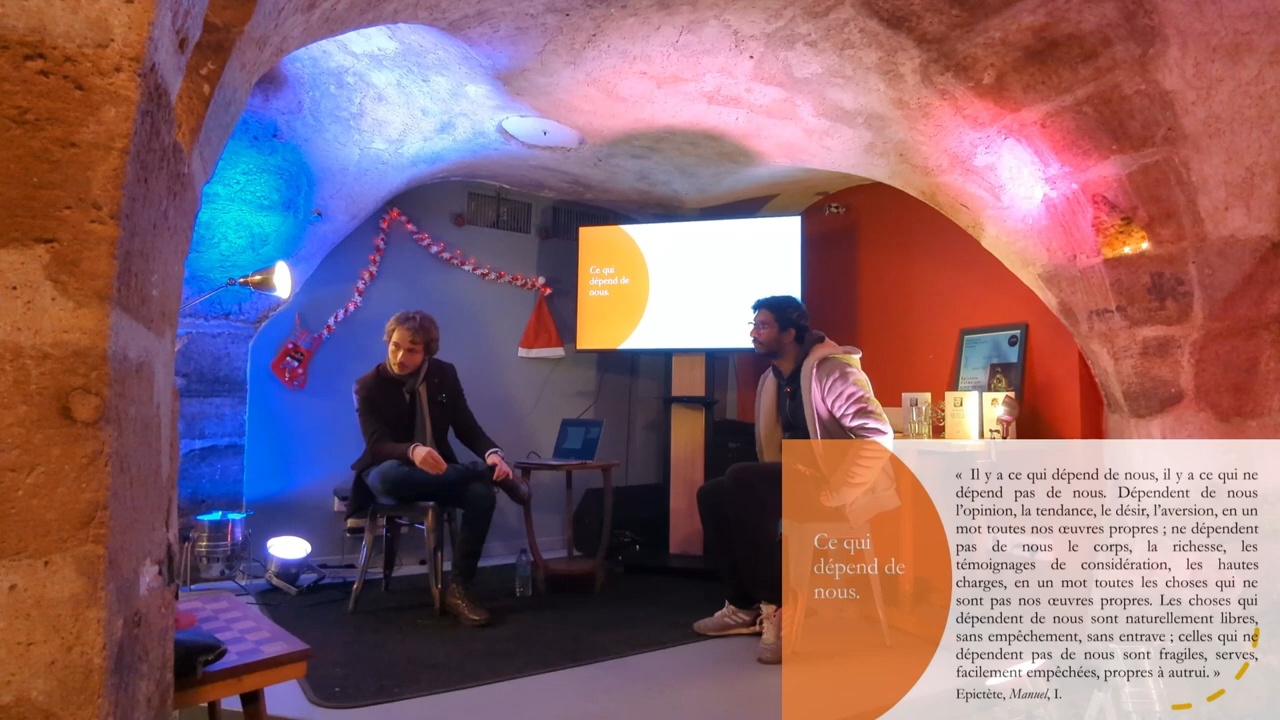 Ce qui
dépend de
nous.
Ce qui
dépend de
nous.
« Il y a ce qui dépend de nous, il y a ce qui ne
dépend pas de nous. Dépendent de nous
l’opinion, la tendance, le désir, l’aversion, en un
mot toutes nos œuvres propres ; ne dépendent
pas de nous le corps, la richesse, les
témoignages de considération, les hautes
charges, en un mot toutes les choses qui ne
sont pas nos œuvres propres. Les choses qui
dépendent de nous sont naturellement libres,
sans empêchement, sans entrave ; celles qui ne
dépendent pas de nous sont fragiles, serves,
facilement empêchées, propres à autrui. »
Epictète, Manuel, I.